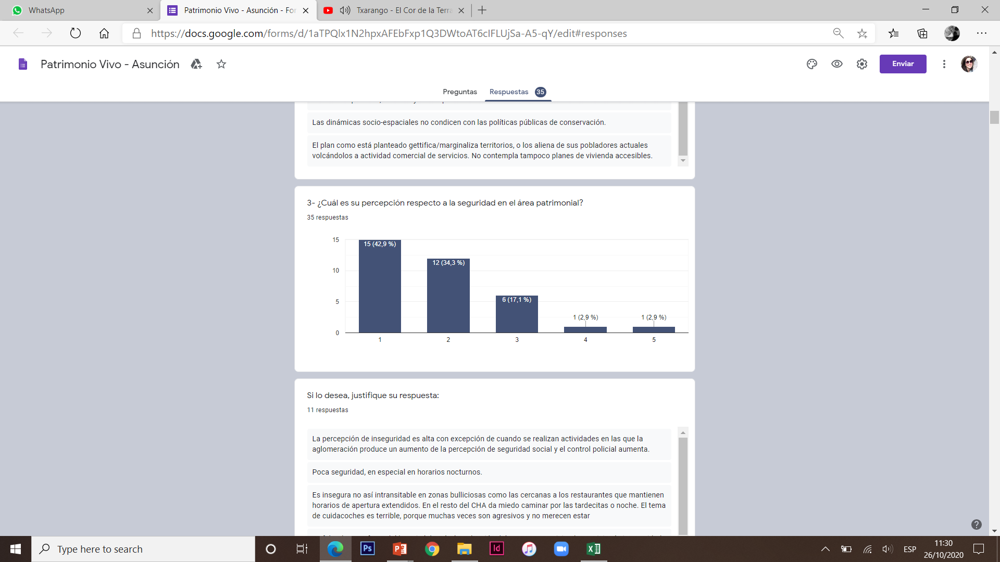 WhatsApp
Patrimonio Vivo - Asunción - For
Txarango - El Cor de la Terra
https://docs.google.com/forms/d/1aTPQlx1N2hpxAFEbFxp1Q3DWtoAT6cIFLUjSa-A5-qY/edit#responses
Patrimonio Vivo - Asunción
Enviar
Preguntas
Respuestas 35
Las dinámicas socio-espaciales no condicen con las políticas públicas de conservación.
El plan como está planteado gettifica/marginaliza territorios, o los aliena de sus pobladores actuales
volcándolos a actividad comercial de servicios. No contempla tampoco planes de vivienda accesibles.
3- ¿Cuál es su percepción respecto a la seguridad en el área patrimonial?
35 respuestas
15
10
5
0
15 (42,9 %)
12 (34,3 %)
6 (17,1 %)
1 (2,9 %)
1 (2,9 %)
1
2
3
4
5
Si lo desea, justifique su respuesta:
11 respuestas
La percepción de inseguridad es alta con excepción de cuando se realizan actividades en las que la
aglomeración produce un aumento de la percepción de seguridad social y el control policial aumenta.
Poca seguridad, en especial en horarios nocturnos.
Es insegura no así intransitable en zonas bulliciosas como las cercanas a los restaurantes que mantienen
horarios de apertura extendidos. En el resto del CHA da miedo caminar por las tardecitas o noche. El tema
de cuidacoches es terrible, porque muchas veces son agresivos y no merecen estar
Type here to search
Ps
Id
ESP
11:30
26/10/2020